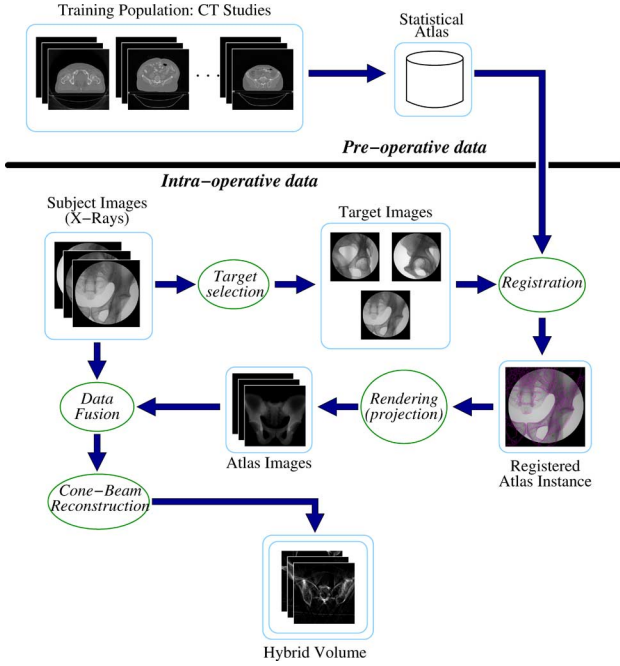 Training Population: CT Studies
Statistical
Atlas
. . .
Pre-operative data
Intra-operative data
Subject Images
(X-Rays)
Target Images
Target
selection
Registration
Data
Fusion
Rendering
(projection)
Atlas Images
Registered
Atlas Instance
Cone-Beam
Reconstruction
Hybrid Volume